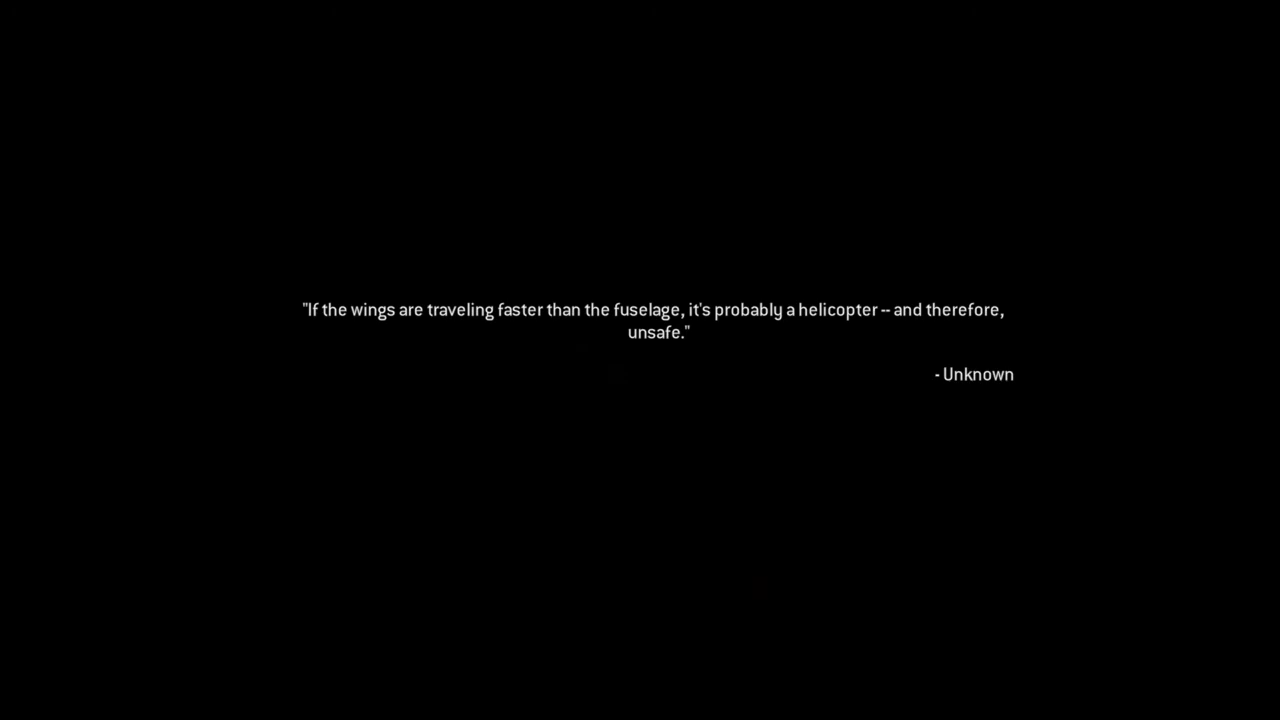 "If the wings are traveling faster than the fuselage, it's probably a helicopter -- and therefore,
unsafe."
- Unknown